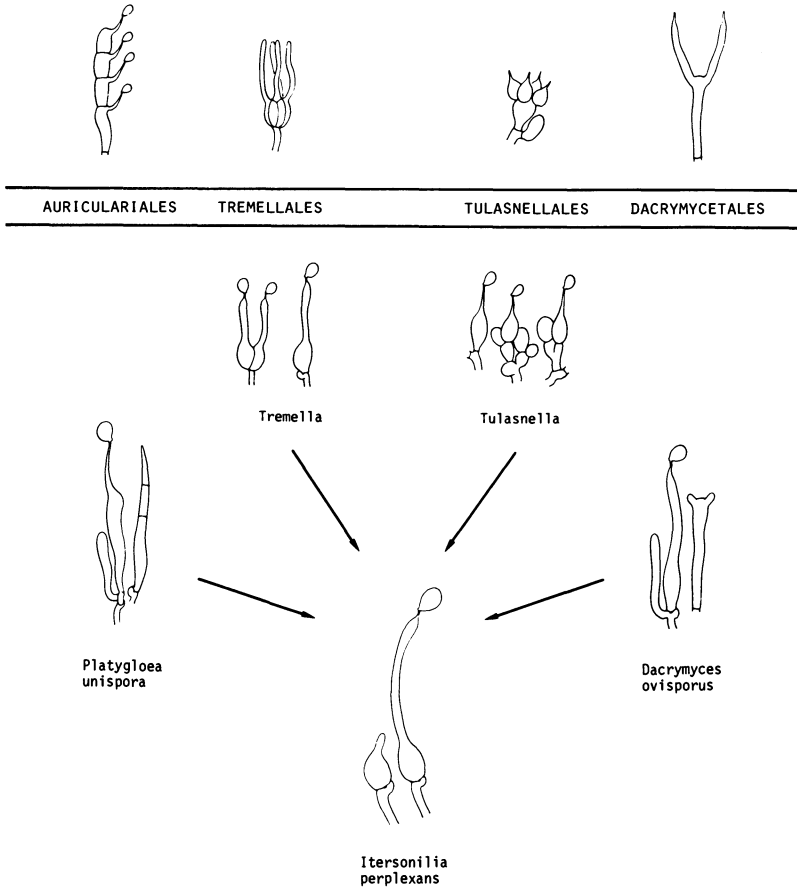 AURICULARIALES TREMELLALES TULASNELLALES DACRYMYCETALES
Tremella
Tulasnella
Platygloea
unispora
Dacrymyces
ovisporus
Itersonilia
perplexans